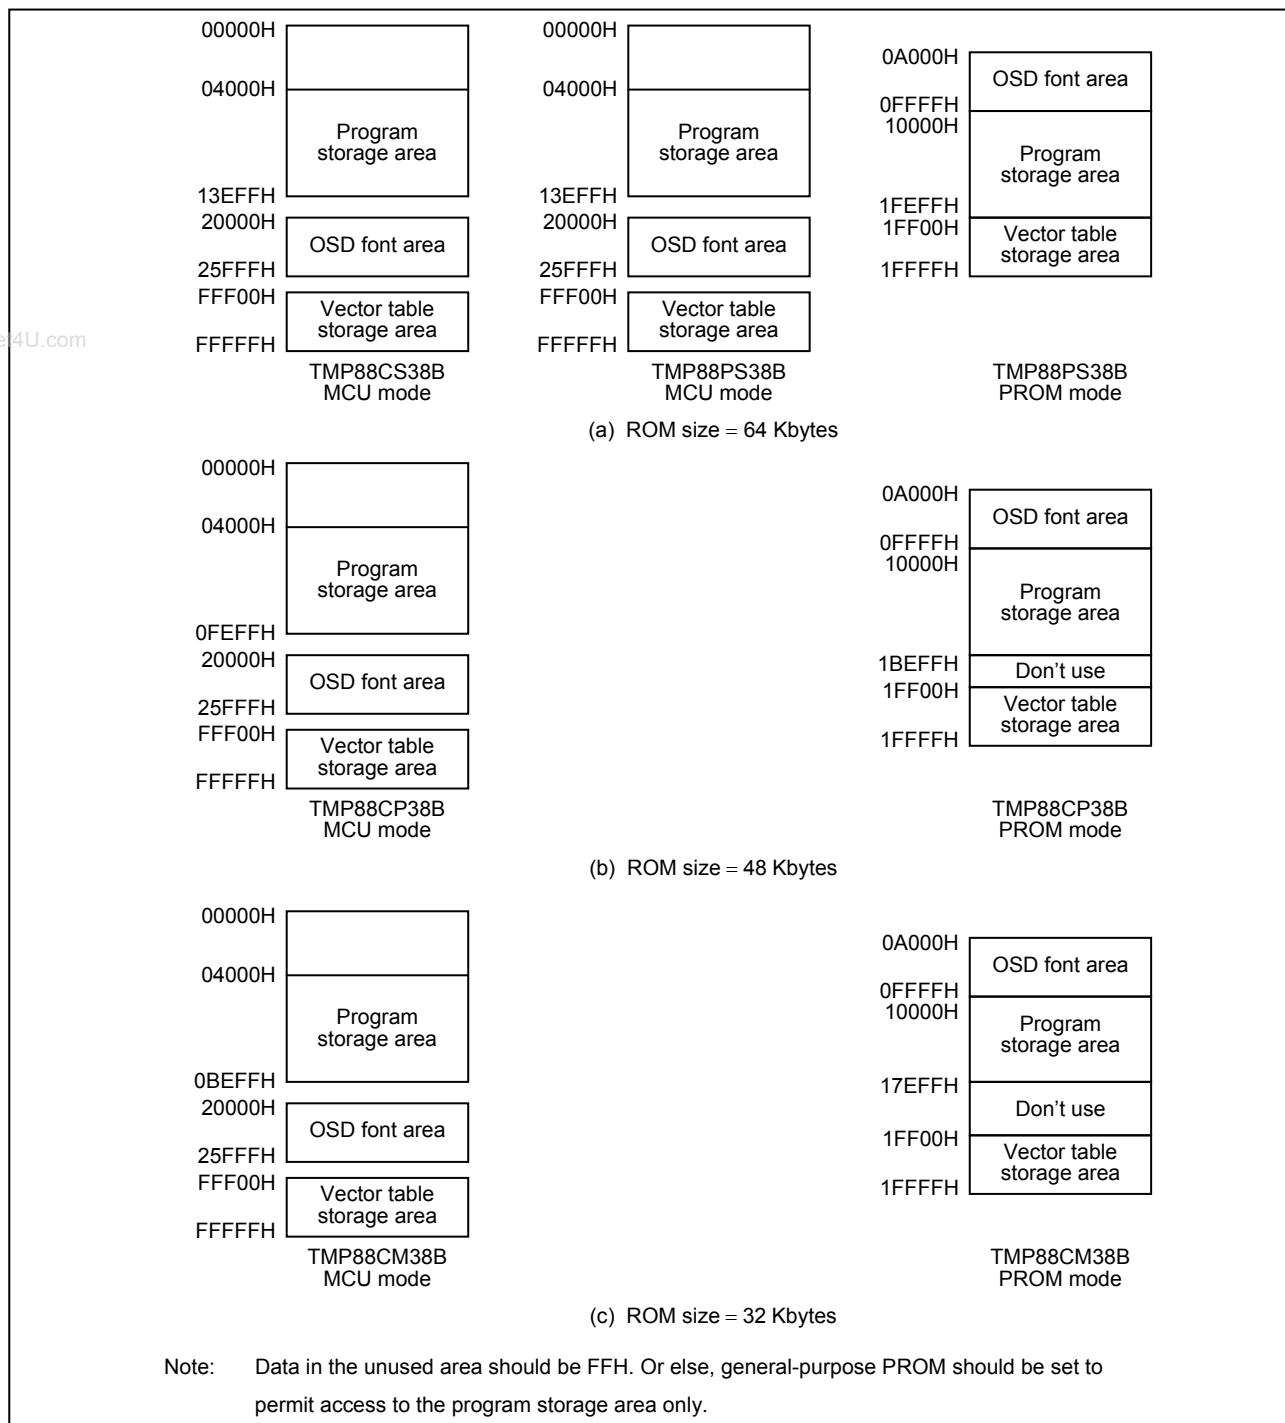 00000H
04000H
Program
storage area
13EFFH
20000H
OSD font area
25FFFH
FFF00H
Vector table
storage area
FFFFFH
TMP88CS38B
MCU mode
00000H
04000H
Program
storage area
13EFFH
20000H
OSD font area
25FFFH
FFF00H
Vector table
storage area
FFFFFH
TMP88PS38B
MCU mode
0A000H
OSD font area
0FFFFH
10000H
Program
storage area
1FEFFH
1FF00H
Vector table
storage area
1FFFFH
TMP88PS38B
PROM mode
et4U.com
(a) ROM size = 64 Kbytes
00000H
04000H
Program
storage area
0FEFFH
20000H
OSD font area
25FFFH
FFF00H
Vector table
storage area
FFFFFH
TMP88CP38B
MCU mode
0A000H
OSD font area
0FFFFH
10000H
Program
storage area
1BEFFH
Don't use
1FF00H
Vector table
storage area
1FFFFH
TMP88CP38B
PROM mode
(b) ROM size = 48 Kbytes
00000H
04000H
Program
storage area
0BEFFH
20000H
OSD font area
25FFFH
FFF00H
Vector table
storage area
FFFFFH
TMP88CM38B
MCU mode
0A000H
OSD font area
0FFFFH
10000H
Program
storage area
17EFFH
Don't use
1FF00H
Vector table
storage area
1FFFFH
TMP88CM38B
PROM mode
(c) ROM size = 32 Kbytes
Note: Data in the unused area should be FFH. Or else, general-purpose PROM should be set to
permit access to the program storage area only.